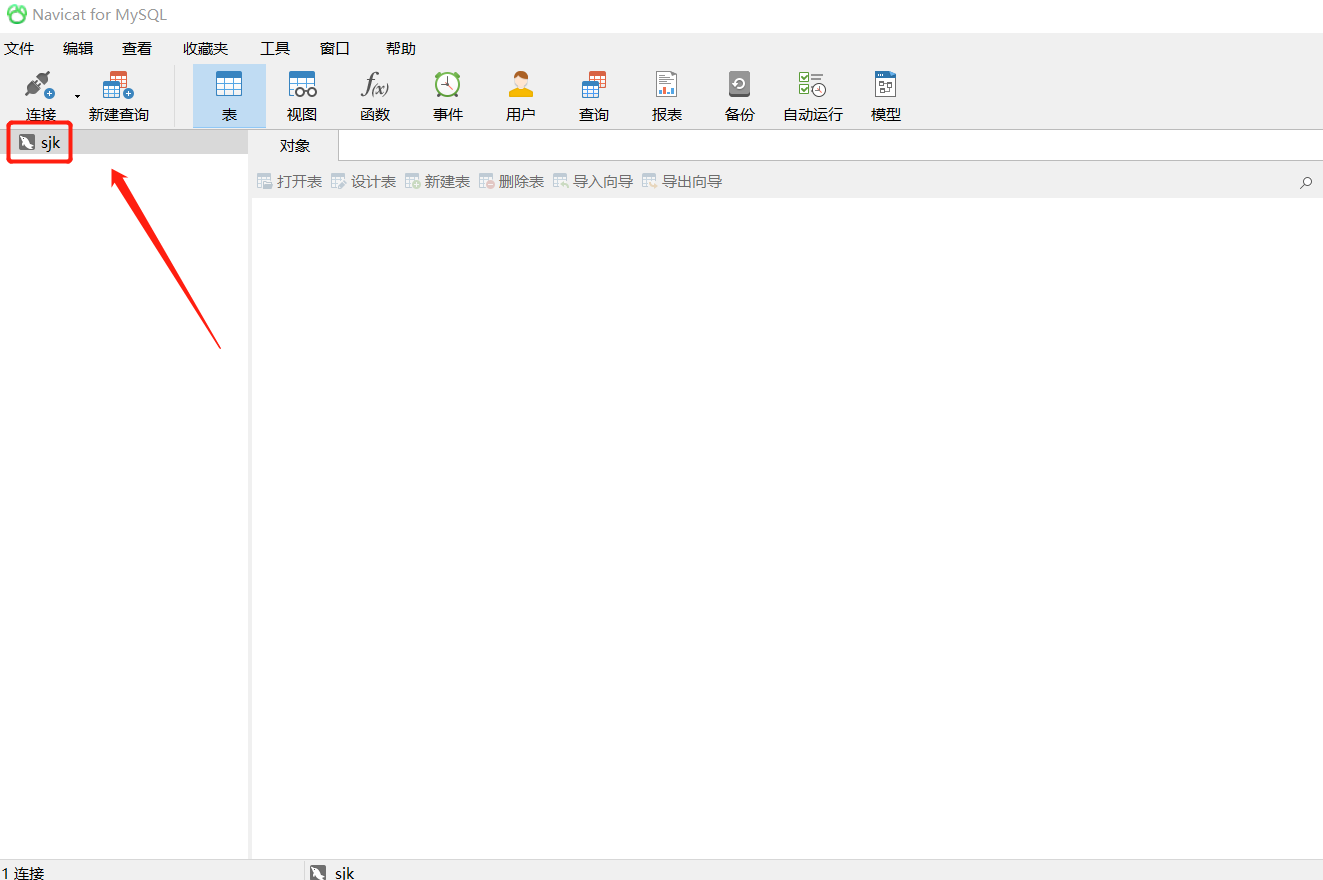 Navicat for MySQL
文件 编辑 查看 收藏夹 工具 窗口 帮助
连接 新建查询 表 视图 f(x) 函数 事件 用户 查询 报表 备份 自动运行 模型
sjk 对象
打开表 设计表 新建表 删除表 导入向导 导出向导
1 连接 sjk